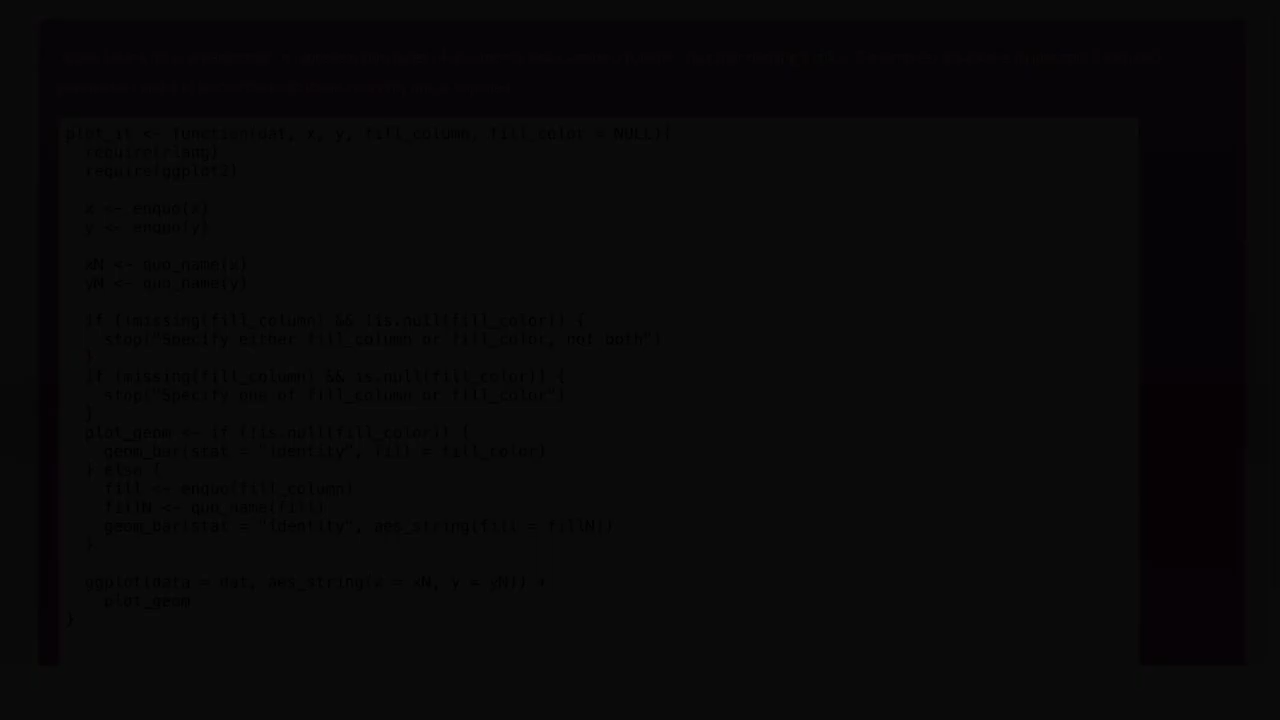 plot_it <- function(dat, x, y, fill_column, fill_color = NULL){
  require(rlang)
  require(ggplot2)

  x <- enquo(x)
  y <- enquo(y)

  xN <- quo_name(x)
  yN <- quo_name(y)

  if (!missing(fill_column) && !is.null(fill_color)) {
    stop("Specify either fill_column or fill_color, not both")
  }
  if (missing(fill_column) && is.null(fill_color)) {
    stop("Specify one of fill_column or fill_color")
  }
  plot_geom <- if (!is.null(fill_color)) {
    geom_bar(stat = "identity", fill = fill_color)
  } else {
    fill <- enquo(fill_column)
    fillN <- quo_name(fill)
    geom_bar(stat = "identity", aes_string(fill = fillN))
  }

  ggplot(data = dat, aes_string(x = xN, y = yN)) +
    plot_geom
}